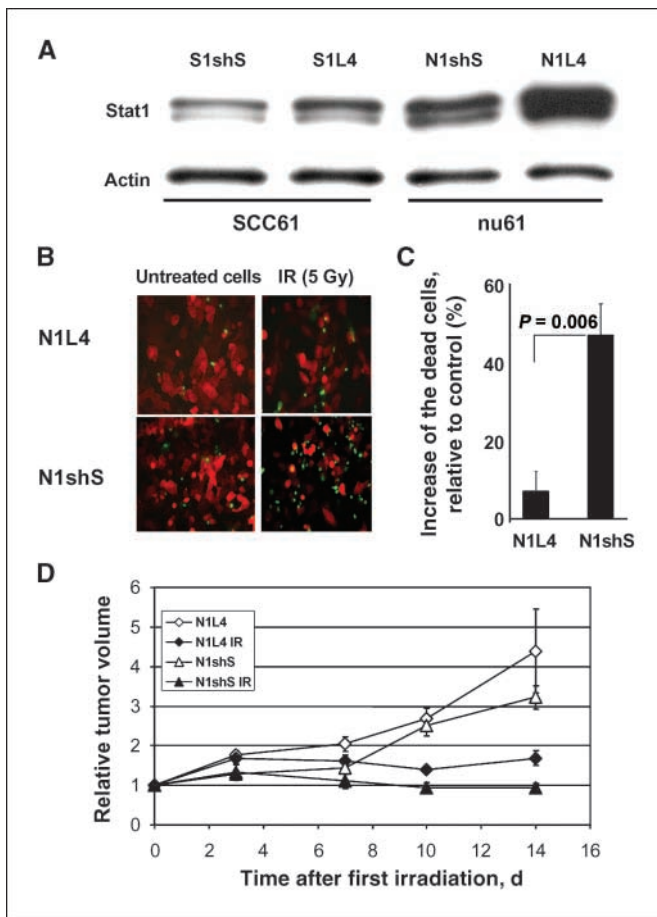 A
S1shS S1L4 N1shS N1L4
Stat1
Actin
SCC61 nu61
B
Untreated cells IR (5 Gy)
N1L4
N1shS
C
Increase of the dead cells,
relative to control (%)
60
40
20
0
P = 0.006
N1L4 N1shS
D
Relative tumor volume
6
5
4
3
2
1
0
N1L4
N1L4 IR
N1shS
N1shS IR
0 2 4 6 8 10 12 14 16
Time after first irradiation, d